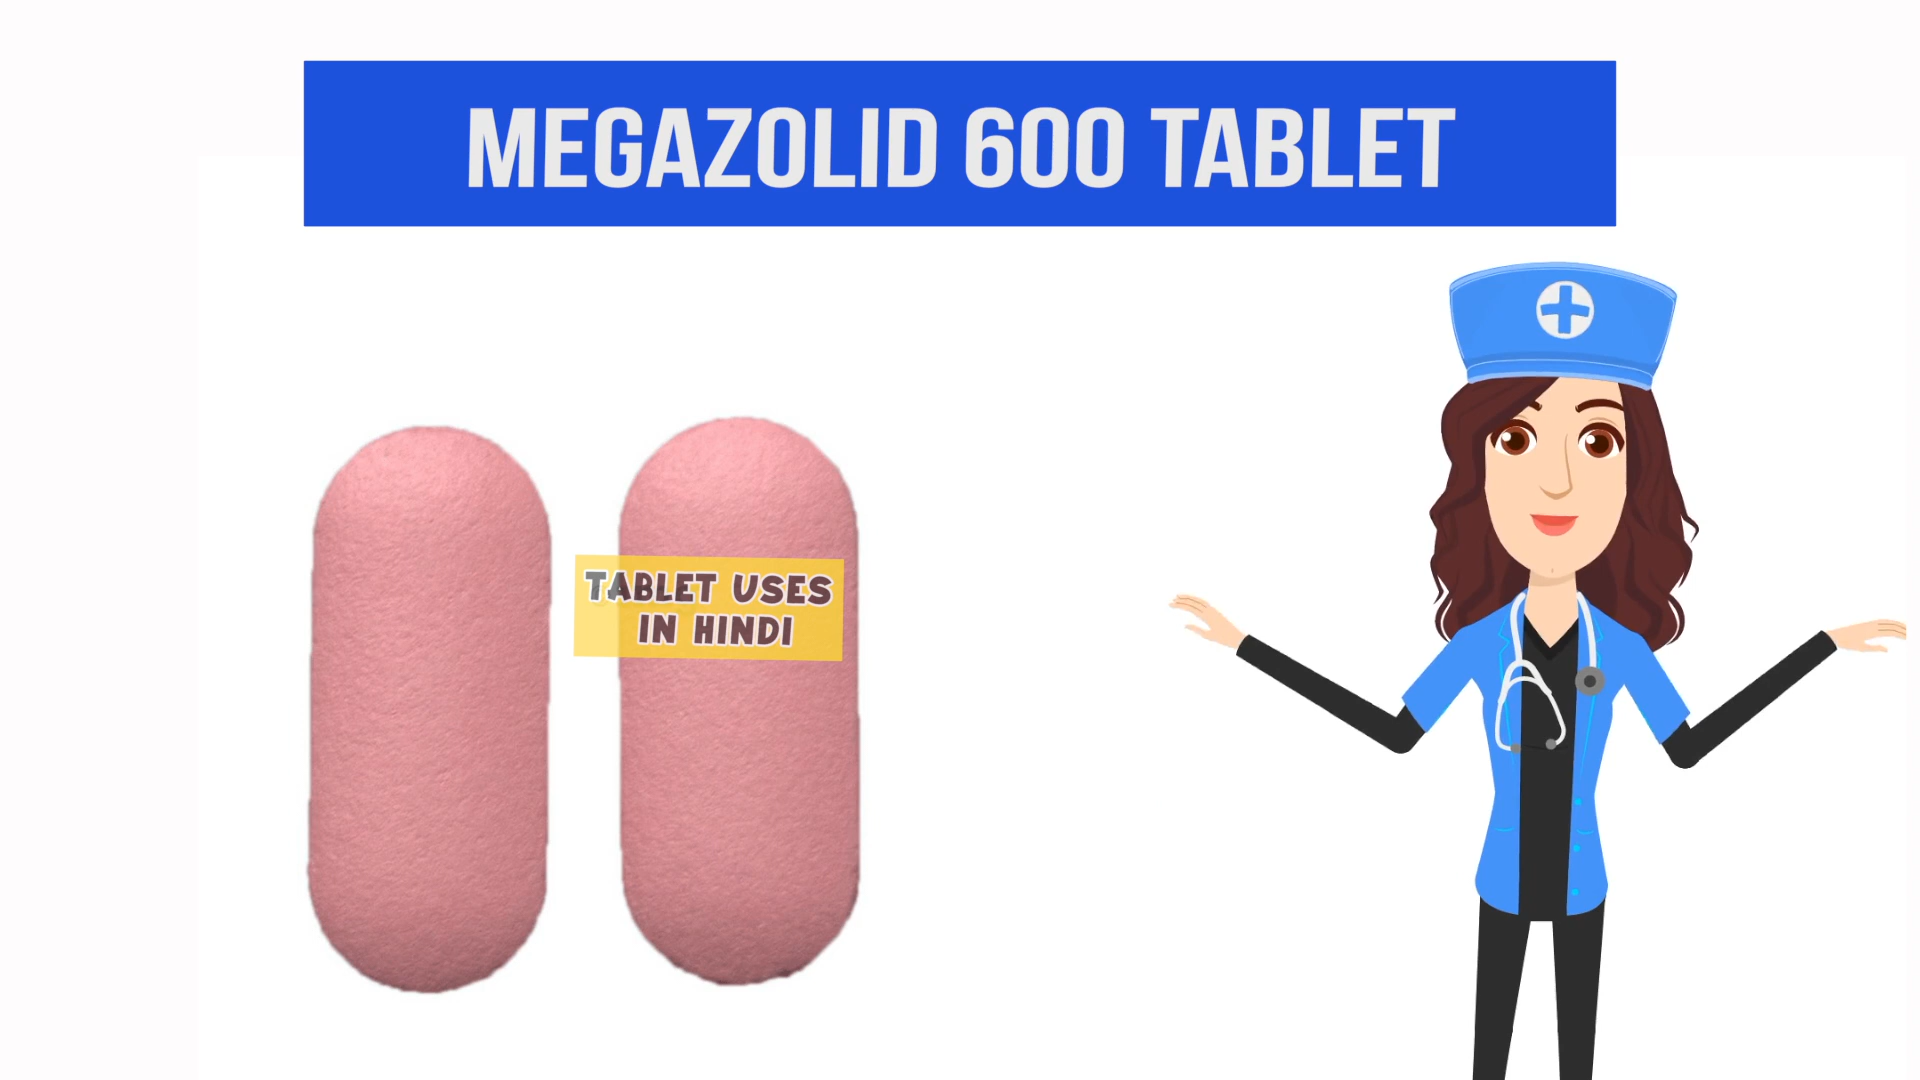 MEGAZOLID 600 TABLET
TABLET USES
IN HINDI